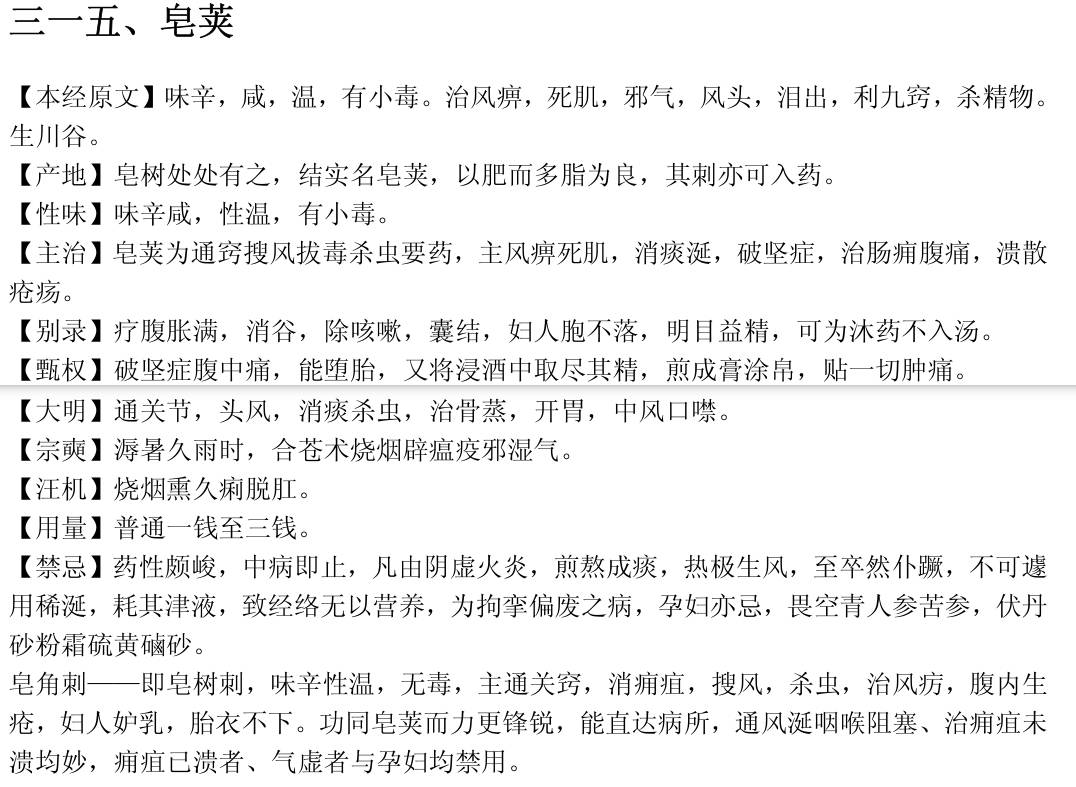 三一五、皂荚
【本经原文】味辛，咸，温，有小毒。治风痹，死肌，邪气，风头，泪出，利九窍，杀精物。
生川谷。
【产地】皂树处处有之，结实名皂荚，以肥而多脂为良，其刺亦可入药。
【性味】味辛咸，性温，有小毒。
【主治】皂荚为通窍搜风拔毒杀虫要药，主风痹死肌，消痰涎，破坚症，治肠痈腹痛，溃散
疮疡。
【别录】疗腹胀满，消谷，除咳嗽，囊结，妇人胞不落，明目益精，可为沐药不入汤。
【甄权】破坚症腹中痛，能堕胎，又将浸酒中取尽其精，煎成膏涂帛，贴一切肿痛。
【大明】通关节，头风，消痰杀虫，治骨蒸，开胃，中风口噤。
【宗奭】溽暑久雨时，合苍术烧烟辟瘟疫邪湿气。
【汪机】烧烟熏久痢脱肛。
【用量】普通一钱至三钱。
【禁忌】药性颇峻，中病即止，凡由阴虚火炎，煎熬成痰，热极生风，至卒然仆蹶，不可遽
用稀涎，耗其津液，致经络无以营养，为拘挛偏废之病，孕妇亦忌，畏空青人参苦参，伏丹
砂粉霜硫黄硇砂。
皂角刺——即皂树刺，味辛性温，无毒，主通关窍，消痈疽，搜风，杀虫，治风疠，腹内生
疮，妇人妒乳，胎衣不下。功同皂荚而力更锋锐，能直达病所，通风涎咽喉阻塞、治痈疽未
溃均妙，痈疽已溃者、气虚者与孕妇均禁用。